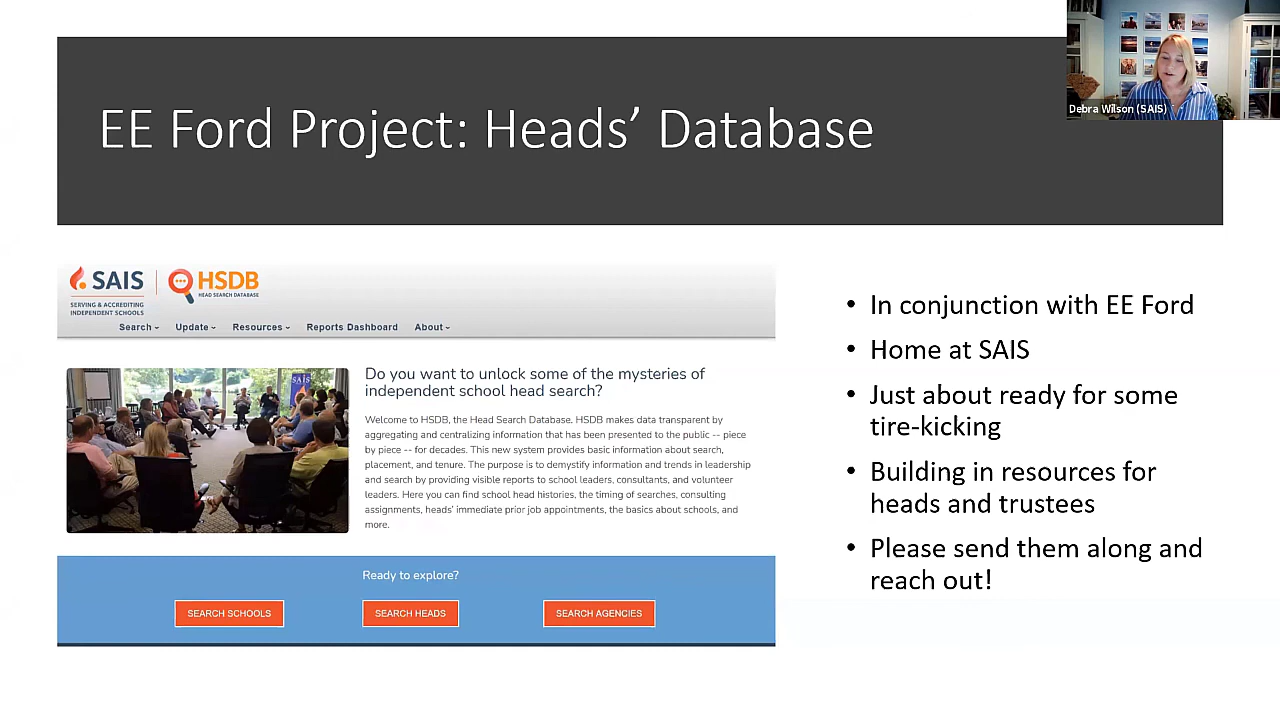 Debra Wilson (SAIS)
EE Ford Project: Heads’ Database
SAIS
SERVING & ACCREDITING
INDEPENDENT SCHOOLS
HSDB
HEAD SEARCH DATABASE
Search
Update
Resources
Reports Dashboard
About
SAIS
Do you want to unlock some of the mysteries of
independent school head search?
Welcome to HSDB, the Head Search Database. HSDB makes data transparent by
aggregating and centralizing information that has been presented to the public -- piece
by piece -- for decades. This new system provides basic information about search,
placement, and tenure. The purpose is to demystify information and trends in leadership
and search by providing visible reports to school leaders, consultants, and volunteer
leaders. Here you can find school head histories, the timing of searches, consulting
assignments, heads’ immediate prior job appointments, the basics about schools, and
more.
Ready to explore?
SEARCH SCHOOLS
SEARCH HEADS
SEARCH AGENCIES
• In conjunction with EE Ford
• Home at SAIS
• Just about ready for some
tire-kicking
• Building in resources for
heads and trustees
• Please send them along and
reach out!